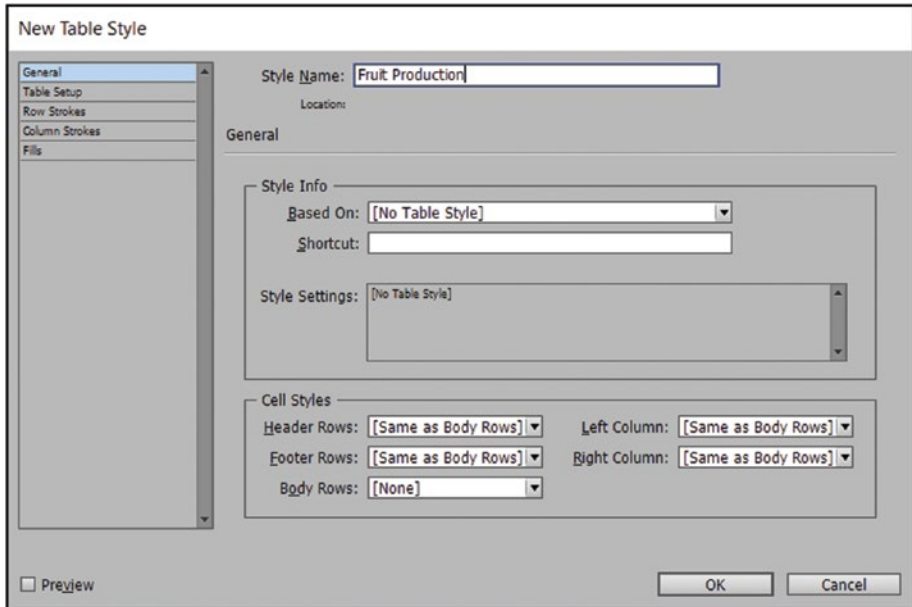 New Table Style
General
Table Setup
Row Strokes
Column Strokes
Fills
Style Name: Fruit Production
Location:
General
Style Info
Based On: [No Table Style]
Shortcut:
Style Settings: [No Table Style]
Cell Styles
Header Rows: [Same as Body Rows] Left Column: [Same as Body Rows]
Footer Rows: [Same as Body Rows] Right Column: [Same as Body Rows]
Body Rows: [None]
Preview OK Cancel